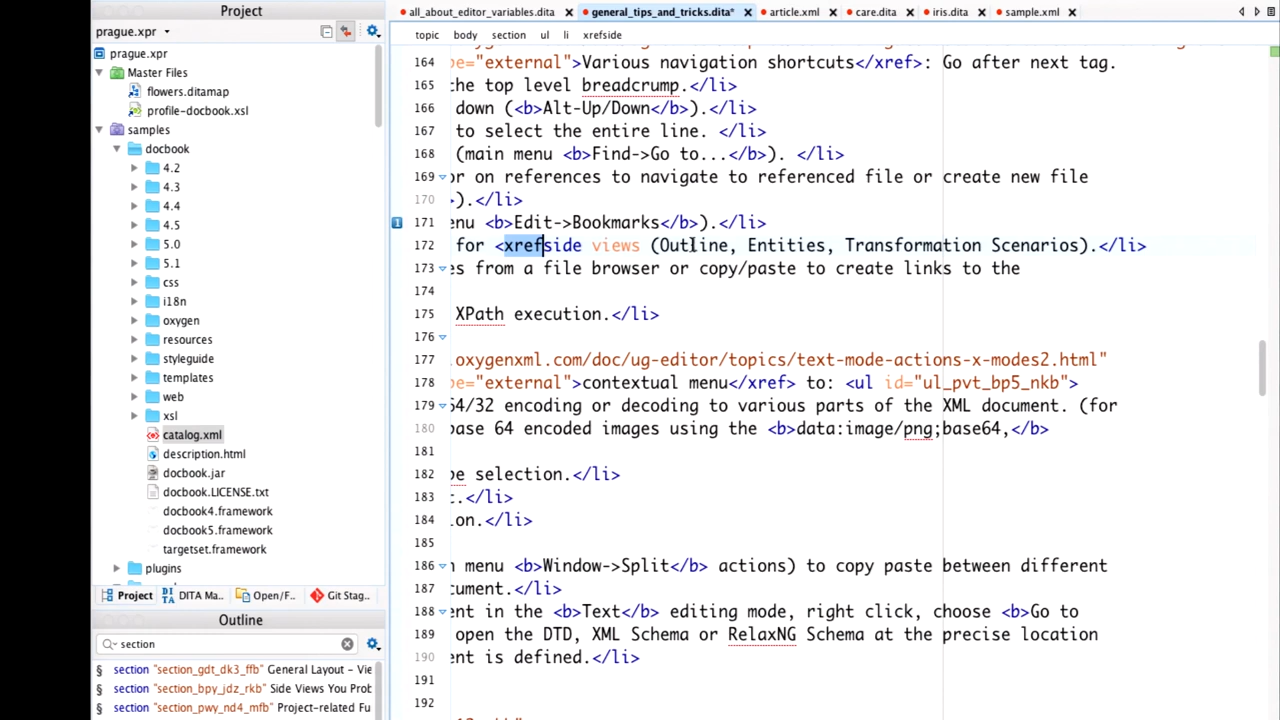 Project
prague.xpr
prague.xpr
Master Files
flowers.ditamap
profile-docbook.xsl
samples
docbook
4.2
4.3
4.4
4.5
5.0
5.1
css
i18n
oxygen
resources
styleguide
templates
web
xsl
catalog.xml
description.html
docbook.jar
docbook.LICENSE.txt
docbook4.framework
docbook5.framework
targetset.framework
plugins
Project DITA Ma.. Open/F.. Git Stag..
Outline
section
§ section "section_gdt_dk3_ffb" General Layout – Vie
§ section "section_bpy_jdz_rkb" Side Views You Prob
§ section "section_pwy_nd4_mfb" Project-related Fu
all_about_editor_variables.dita general_tips_and_tricks.dita* article.xml care.dita iris.dita sample.xml
topic body section ul li xrefside
164 pe="external">Various navigation shortcuts</xref>: Go after next tag.
165 the top level breadcrump.</li>
166 down (<b>Alt-Up/Down</b>).</li>
167 to select the entire line. </li>
168 (main menu <b>Find->Go to...</b>). </li>
169 or on references to navigate to referenced file or create new file
170 >).</li>
1 171 enu <b>Edit->Bookmarks</b>).</li>
172 for <xrefside views (Outline, Entities, Transformation Scenarios).</li>
173 es from a file browser or copy/paste to create links to the
174
175 XPath execution.</li>
176
177 .oxygenxml.com/doc/ug-editor/topics/text-mode-actions-x-modes2.html"
178 pe="external">contextual menu</xref> to: <ul id="ul_pvt_bp5_nkb">
179 64/32 encoding or decoding to various parts of the XML document. (for
180 base 64 encoded images using the <b>data:image/png;base64,</b>
181
182 pe selection.</li>
183 t.</li>
184 ion.</li>
185
186 n menu <b>Window->Split</b> actions) to copy paste between different
187 cument.</li>
188 ent in the <b>Text</b> editing mode, right click, choose <b>Go to
189 open the DTD, XML Schema or RelaxNG Schema at the precise location
190 ent is defined.</li>
191
192